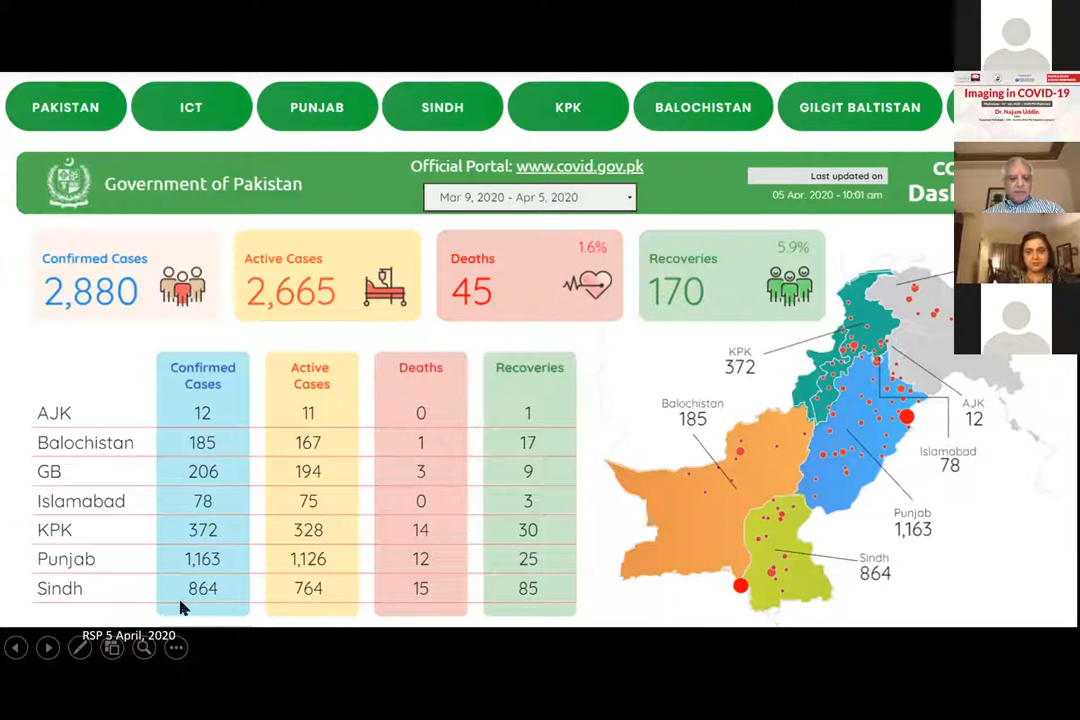 PAKISTAN
ICT
PUNJAB
SINDH
KPK
BALOCHISTAN
GILGIT BALTISTAN
Imaging in COVID-19
Dr. Najam Uddin
Government of Pakistan
Official Portal: www.covid.gov.pk
Mar 9, 2020 - Apr 5, 2020
Last updated on
05 Apr, 2020 - 10:01 am
Das
Confirmed Cases
2,880
Active Cases
2,665
Deaths
1.6%
45
Recoveries
5.9%
170
Confirmed Cases Active Cases Deaths Recoveries
AJK 12 11 0 1
Balochistan 185 167 1 17
GB 206 194 3 9
Islamabad 78 75 0 3
KPK 372 328 14 30
Punjab 1,163 1,126 12 25
Sindh 864 764 15 85
KPK
372
Balochistan
185
AJK
12
Islamabad
78
Punjab
1,163
Sindh
864
RSP 5 April, 2020